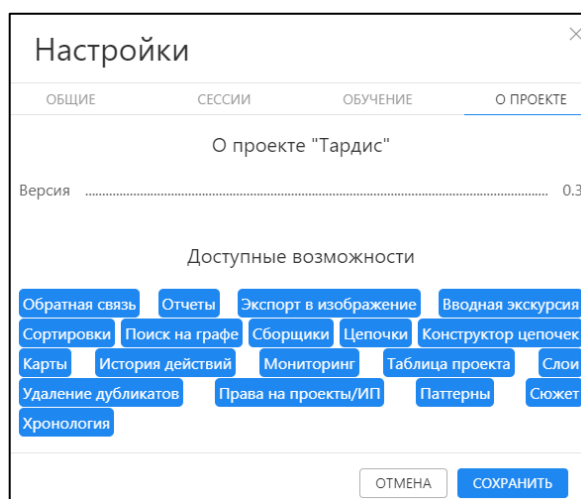 Настройки
ОБЩИЕ СЕССИИ ОБУЧЕНИЕ О ПРОЕКТЕ
О проекте "Тардис"
Версия 0.3
Доступные возможности
Обратная связь Отчеты Экспорт в изображение Вводная экскурсия
Сортировки Поиск на графе Сборщики Цепочки Конструктор цепочек
Карты История действий Мониторинг Таблица проекта Слои
Удаление дубликатов Права на проекты/ИП Паттерны Сюжет
Хронология
ОТМЕНА СОХРАНИТЬ